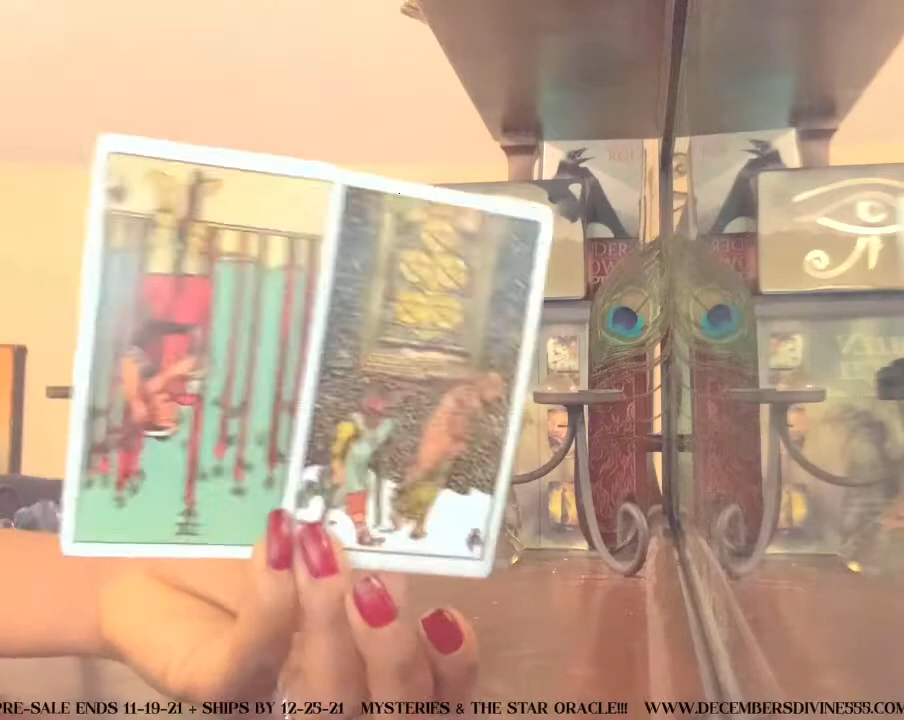 PRE-SALE ENDS 11-19-21 + SHIPS BY 12-25-21 MYSTERIES & THE STAR ORACLE!!! WWW.DECEMBERSDIVINE555.COM